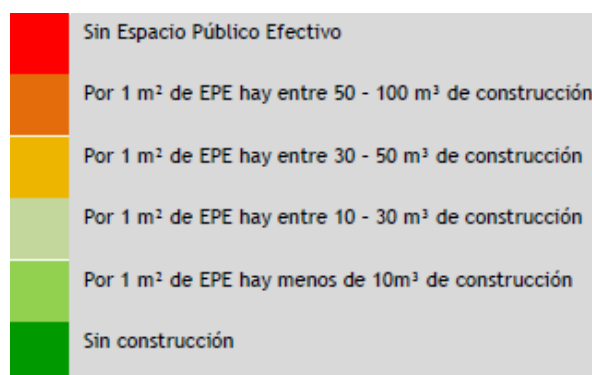 Sin Espacio Público Efectivo
Por 1 m² de EPE hay entre 50 - 100 m³ de construcción
Por 1 m² de EPE hay entre 30 - 50 m³ de construcción
Por 1 m² de EPE hay entre 10 - 30 m³ de construcción
Por 1 m² de EPE hay menos de 10m³ de construcción
Sin construcción